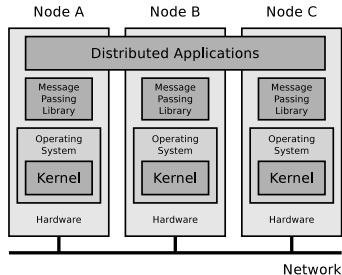 Node A Node B Node C
Distributed Applications
Message Message Message
Passing Passing Passing
Library Library Library
Operating Operating Operating
System System System
Kernel Kernel Kernel
Hardware Hardware Hardware
Network